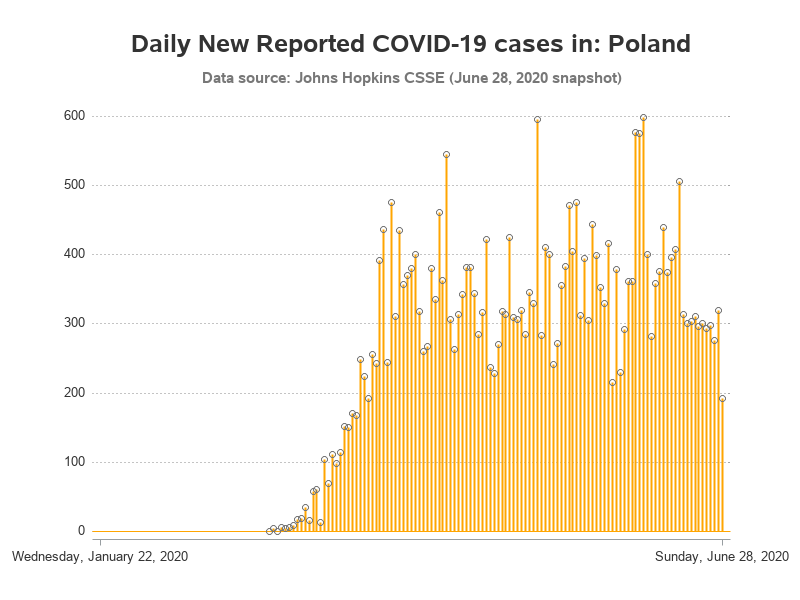 Daily New Reported COVID-19 cases in: Poland
Data source: Johns Hopkins CSSE (June 28, 2020 snapshot)
600
500
400
300
200
100
0
Wednesday, January 22, 2020
Sunday, June 28, 2020